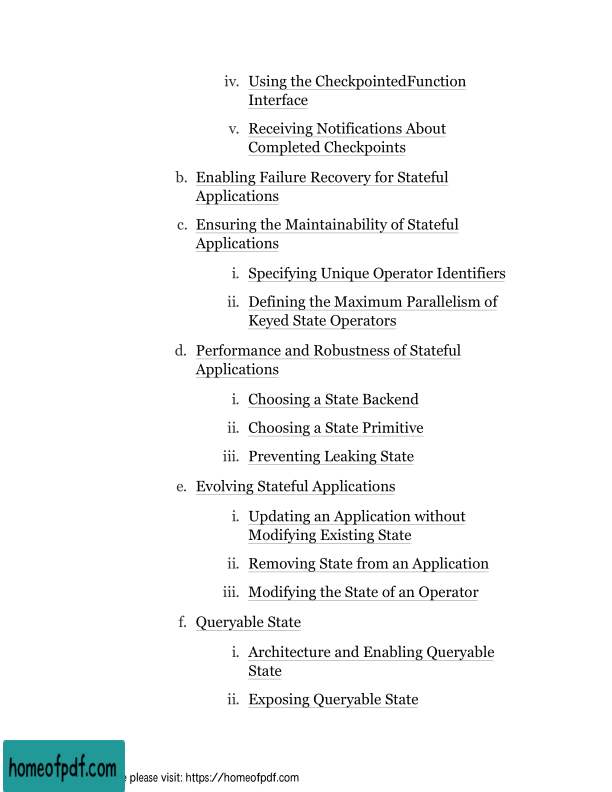 iv. Using the CheckpointedFunction
Interface
v. Receiving Notifications About
Completed Checkpoints
b. Enabling Failure Recovery for Stateful
Applications
c. Ensuring the Maintainability of Stateful
Applications
i. Specifying Unique Operator Identifiers
ii. Defining the Maximum Parallelism of
Keyed State Operators
d. Performance and Robustness of Stateful
Applications
i. Choosing a State Backend
ii. Choosing a State Primitive
iii. Preventing Leaking State
e. Evolving Stateful Applications
i. Updating an Application without
Modifying Existing State
ii. Removing State from an Application
iii. Modifying the State of an Operator
f. Queryable State
i. Architecture and Enabling Queryable
State
ii. Exposing Queryable State
homeofpdf.com
please visit: https://homeofpdf.com